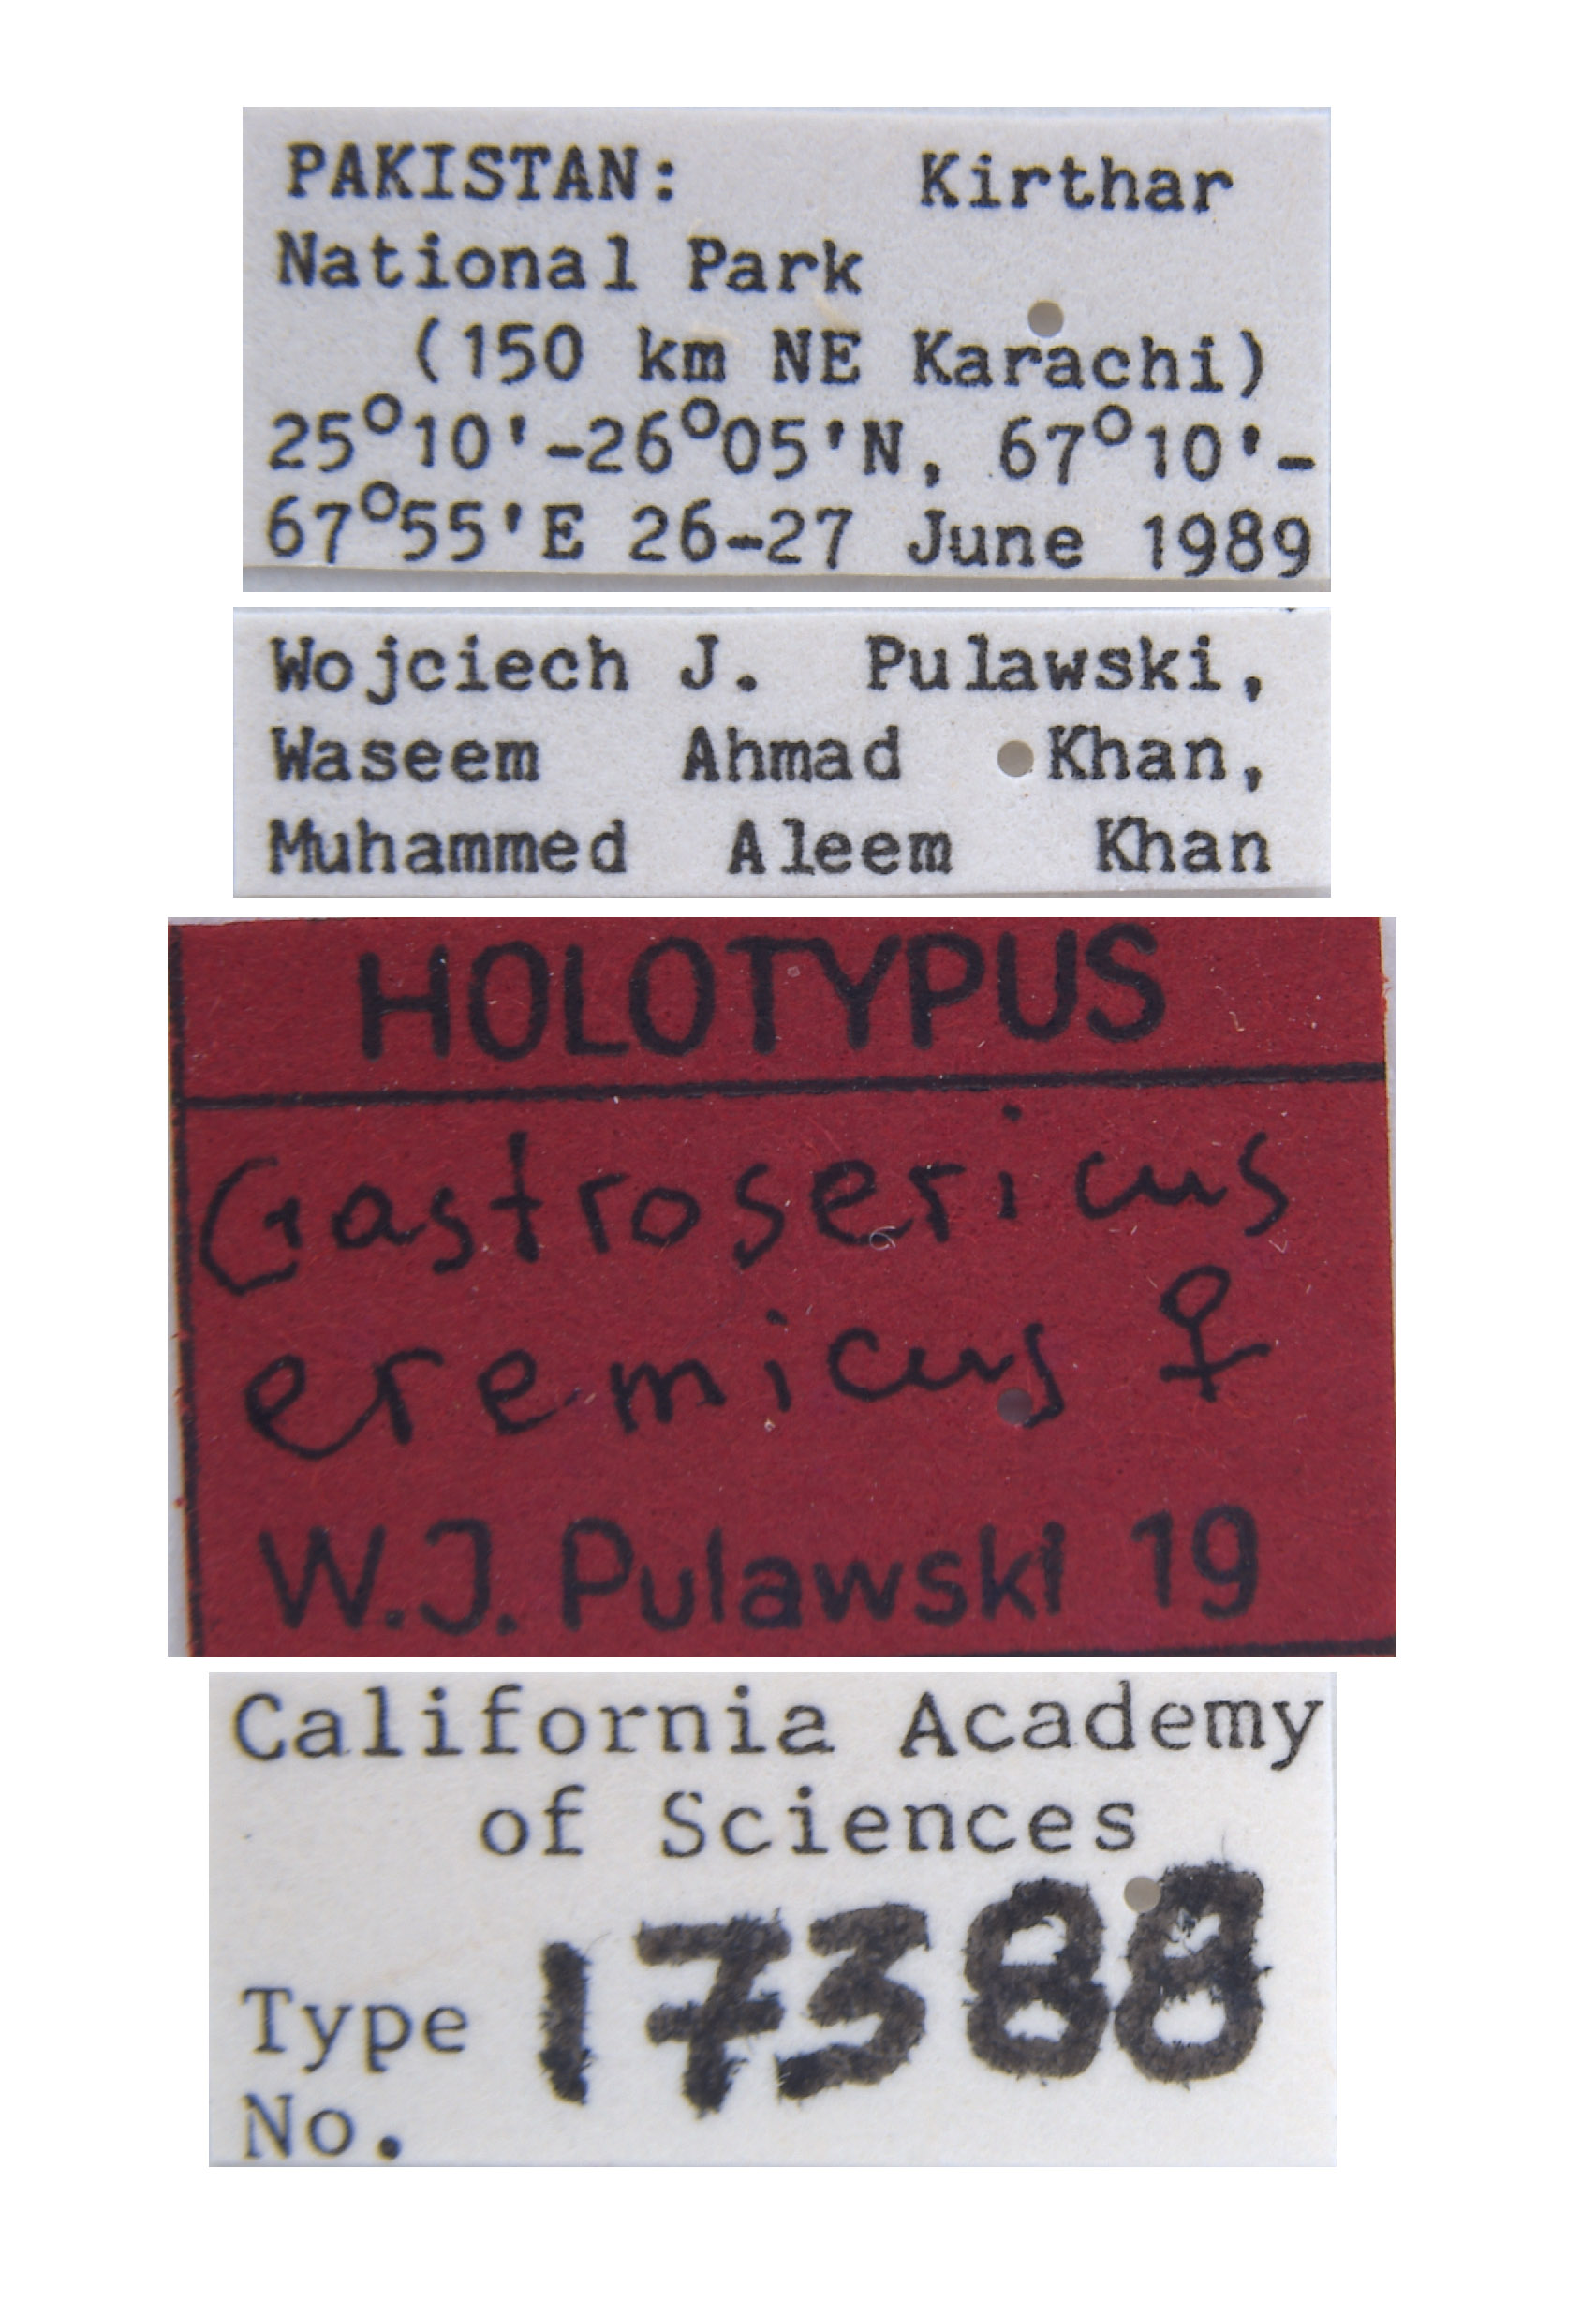 PAKISTAN: Kirthar
National Park
(150 km NE Karachi)
25°10'-26°05'N, 67°10'-
67°55'E 26-27 June 1989
Wojciech J. Pulawski,
Waseem Ahmad Khan,
Muhammed Aleem Khan
HOLOTYPUS
Gastrosericus
eremicus ♀
W.J. Pulawski 19
California Academy
of Sciences
Type
No. 17388